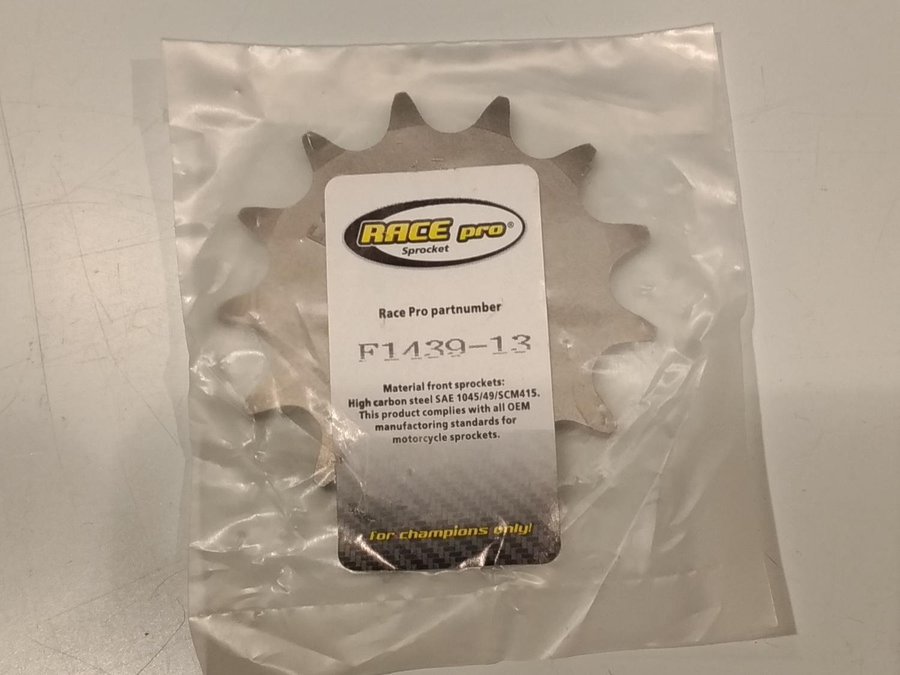 RACE pro®
Sprocket
Race Pro partnumber
F1439-13
Material front sprockets:
High carbon steel SAE 1045/49/SCM415.
This product complies with all OEM
manufactoring standards for
motorcycle sprockets.
for champions only!